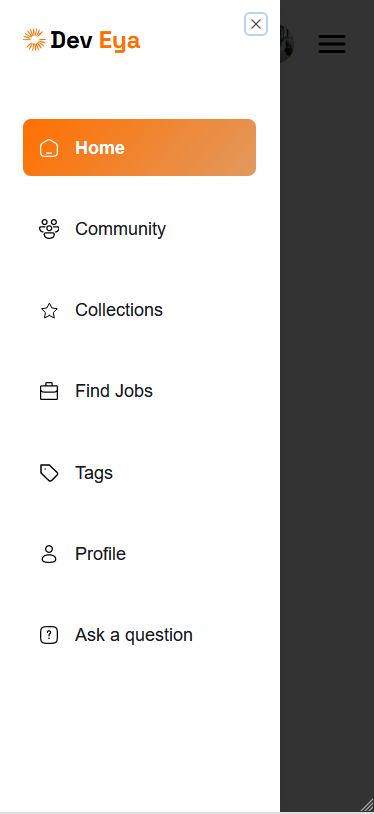 Dev Eya
Home
Community
Collections
Find Jobs
Tags
Profile
Ask a question